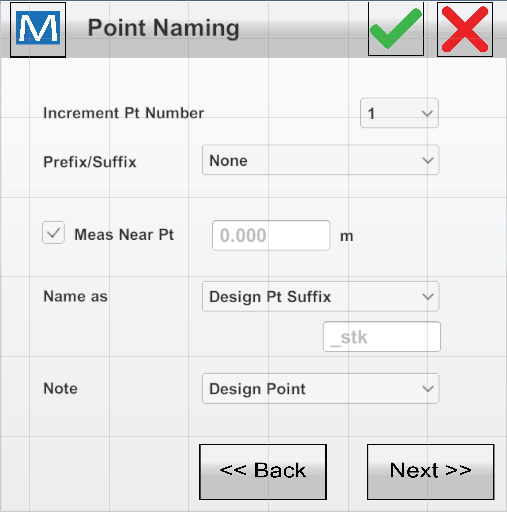 M Point Naming
Increment Pt Number 1
Prefix/Suffix None
Meas Near Pt 0.000 m
Name as Design Pt Suffix
_stk
Note Design Point
<< Back Next >>